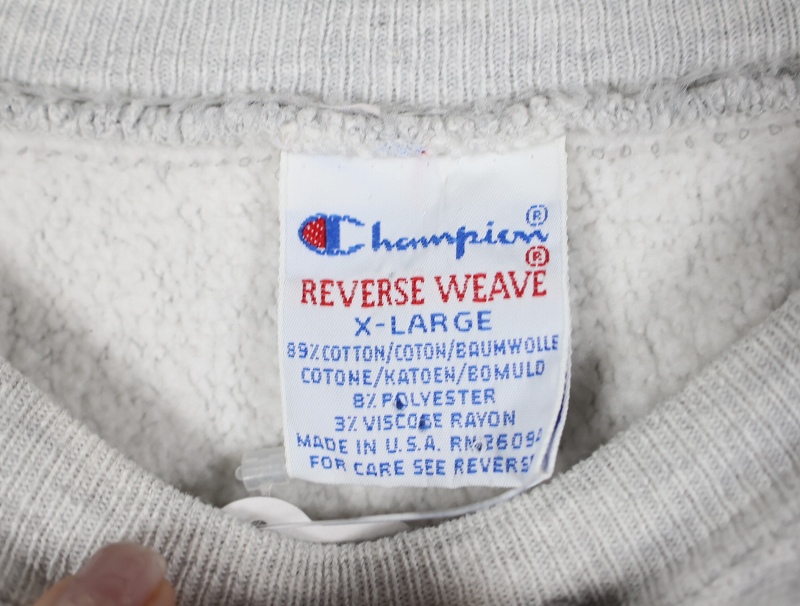 Champion®
REVERSE WEAVE®
X-LARGE
89%COTTON/COTON/BAUMWOLLE
COTONE/KATOEN/BOMULD
8% POLYESTER
3% VISCOSE RAYON
MADE IN U.S.A. RN 26094
FOR CARE SEE REVERS